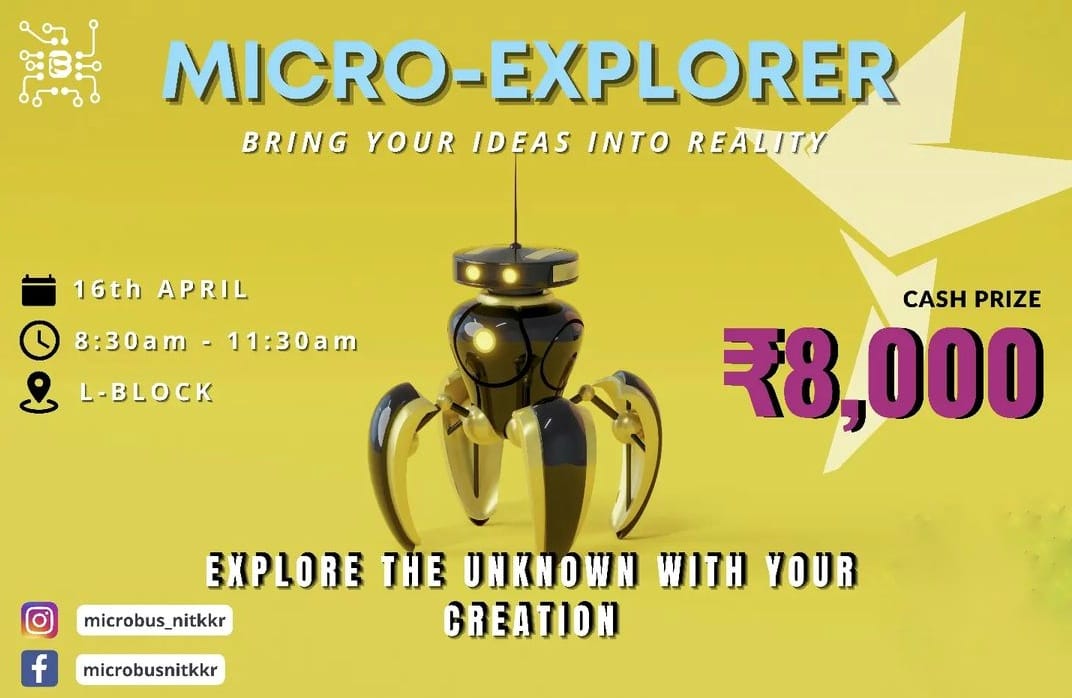 MICRO-EXPLORER
BRING YOUR IDEAS INTO REALITY
16th APRIL
8:30am - 11:30am
L-BLOCK
CASH PRIZE
₹8,000
EXPLORE THE UNKNOWN WITH YOUR
CREATION
microbus_nitkkr
microbusnitkkr